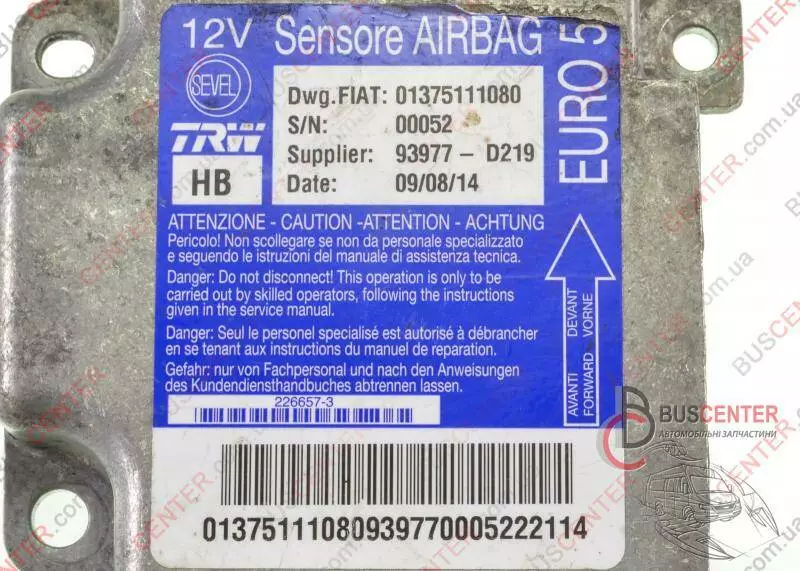 12V Sensore AIRBAG
SEVEL
TRW
HB
Dwg.FIAT: 01375111080
S/N: 00052
Supplier: 93977 - D219
Date: 09/08/14
EURO 5
ATTENZIONE - CAUTION -ATTENTION - ACHTUNG
Pericolo! Non scollegare se non da personale specializzato
e seguendo le istruzioni del manuale di assistenza tecnica.
Danger: Do not disconnect! This operation is only to be
carried out by skilled operators, following the instructions
given in the service manual.
Danger: Seul le personel specialisé est autorisé à débrancher
en se tenant aux instructions du manuel de reparation.
Gefahr: nur von Fachpersonal und nach den Anweisungen
des Kundendiensthandbuches abtrennen lassen.
AVANTI DEVANT
FORWARD VORNE
226657-3
01375111080939770005222114
BUSCENTER
АВТОМОБІЛЬНІ ЗАПЧАСТИНИ
BUSCENTER.com.ua